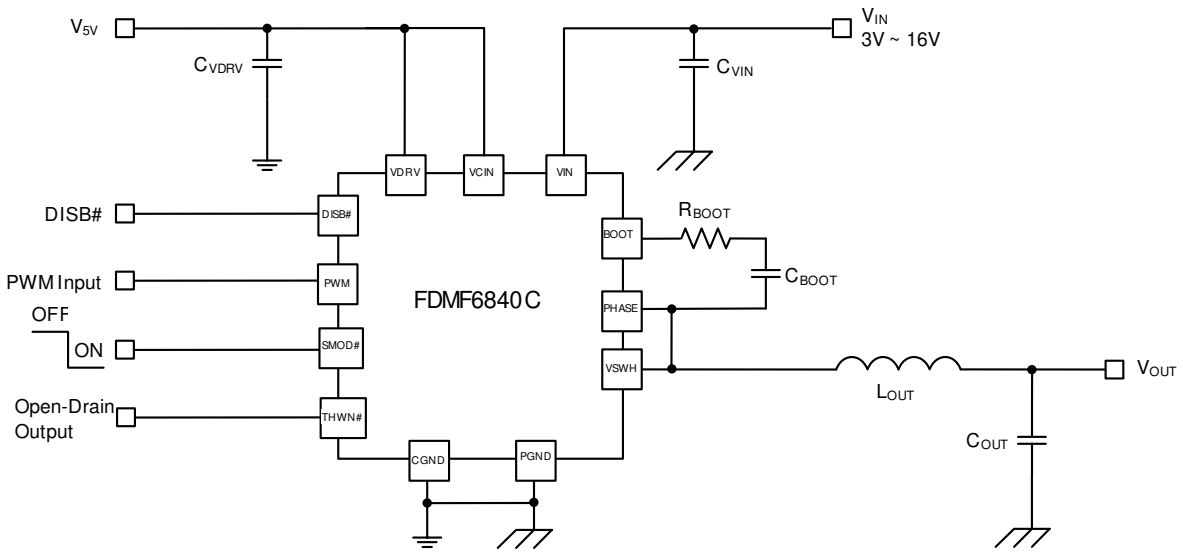 V5V
CVDRV
CVIN
VIN
3V ~ 16V
VDRV
VCIN
VIN
DISB#
DISB#
BOOT
RBOOT
CBOOT
PWM Input
PWM
FDMF6840C
PHASE
OFF
ON
SMOD#
VSWH
LOUT
VOUT
Open-Drain
Output
THWN#
CGND
PGND
COUT